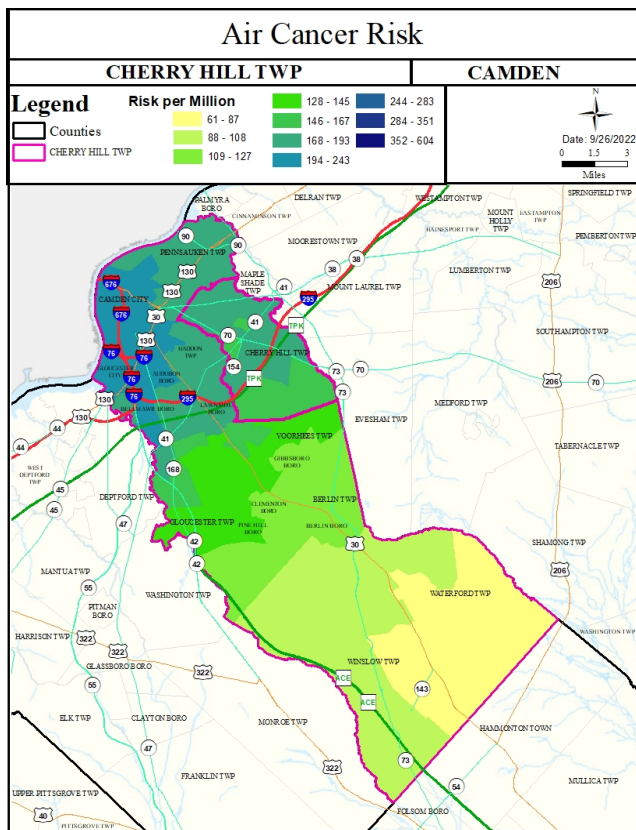 Air Cancer Risk
CHERRY HILL TWP
CAMDEN
Legend
Counties
CHERRY HILL TWP
Risk per Million
61 - 87
88 - 108
109 - 127
128 - 145
146 - 167
168 - 193
194 - 243
244 - 283
284 - 351
352 - 604
N
Date: 9/26/2022
0 1.5 3
Miles
PALMYRA
BORO
DELRAN TWP
WESTAMPTON TWP
SPRINGFIELD TWP
CINNAMINSON TWP
MOUNT
HOLLY
TWP
EASTAMPTON
TWP
HAINESPORT TWP
PEMBERTON TWP
90
90
PENNSAUKEN TWP
MOORESTOWN TWP
38
38
LUMBERTON TWP
130
MAPLE
SHADE
TWP
41
MOUNT LAUREL TWP
206
676
CAMDEN CITY
130
295
676
30
41
TPK
SOUTHAMPTON TWP
130
70
HADDON
TWP
CHERRY HILL TWP
76
76
154
73
70
206
70
GLOUCESTER
CITY
AUDUBON
BORO
76
TPK
73
MEDFORD TWP
130
76
295
BELLMAWR BORO
LAWNSIDE
BORO
130
44
EVESHAM TWP
TABERNACLE TWP
44
41
VOORHEES TWP
WEST
DEPTFORD TWP
168
GIBBSBORO
BORO
45
45
DEPTFORD TWP
BERLIN TWP
CLEMENTON
BORO
47
GLOUCESTER TWP
PINE HILL
BORO
BERLIN BORO
42
30
SHAMONG TWP
42
206
MANTUA TWP
55
WASHINGTON TWP
WATERFORD TWP
PITMAN
BORO
HARRISON TWP
322
322
WASHINGTON TWP
GLASSBORO BORO
322
WINSLOW TWP
55
ACE
143
ACE
ELK TWP
CLAYTON BORO
MONROE TWP
HAMMONTON TOWN
47
73
322
FRANKLIN TWP
54
MULLICA TWP
UPPER PITTSGROVE TWP
FOLSOM BORO
40
PITTSGROVE TWP